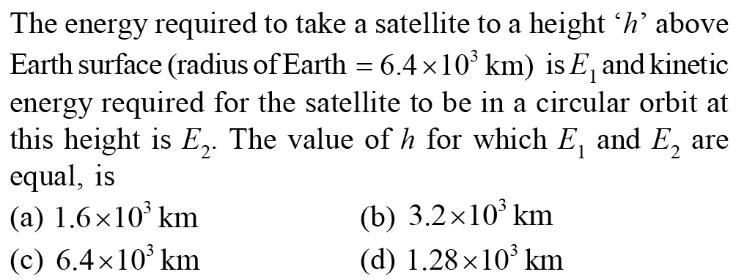 The energy required to take a satellite to a height ‘h’ above
Earth surface (radius of Earth = 6.4×10³ km) is E₁ and kinetic
energy required for the satellite to be in a circular orbit at
this height is E₂. The value of h for which E₁ and E₂ are
equal, is
(a) 1.6×10³ km (b) 3.2×10³ km
(c) 6.4×10³ km (d) 1.28×10³ km